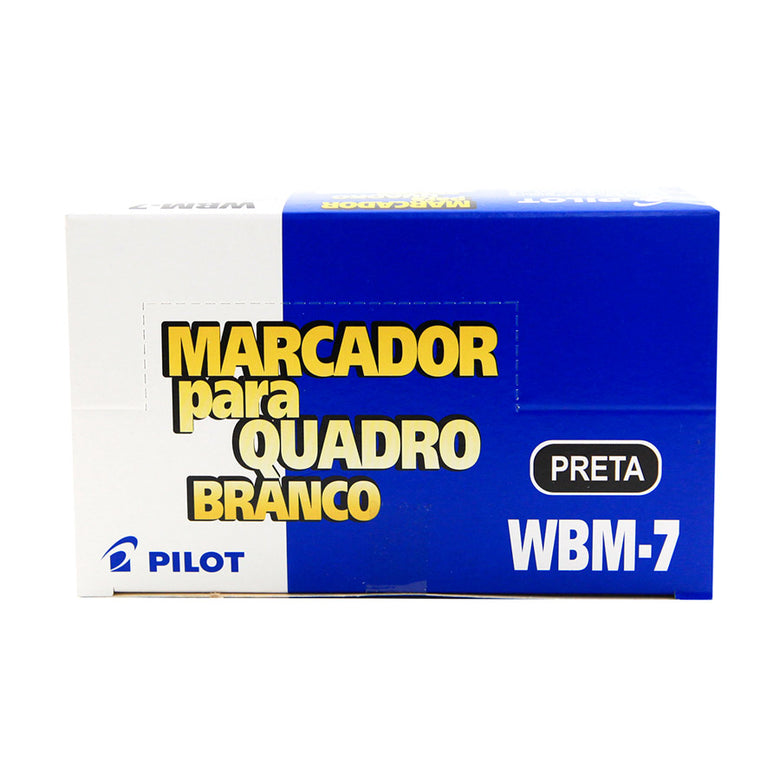 WBM-7
MARCADOR
PILOT
MARCADOR
para
QUADRO
BRANCO
PRETA
WBM-7
PILOT